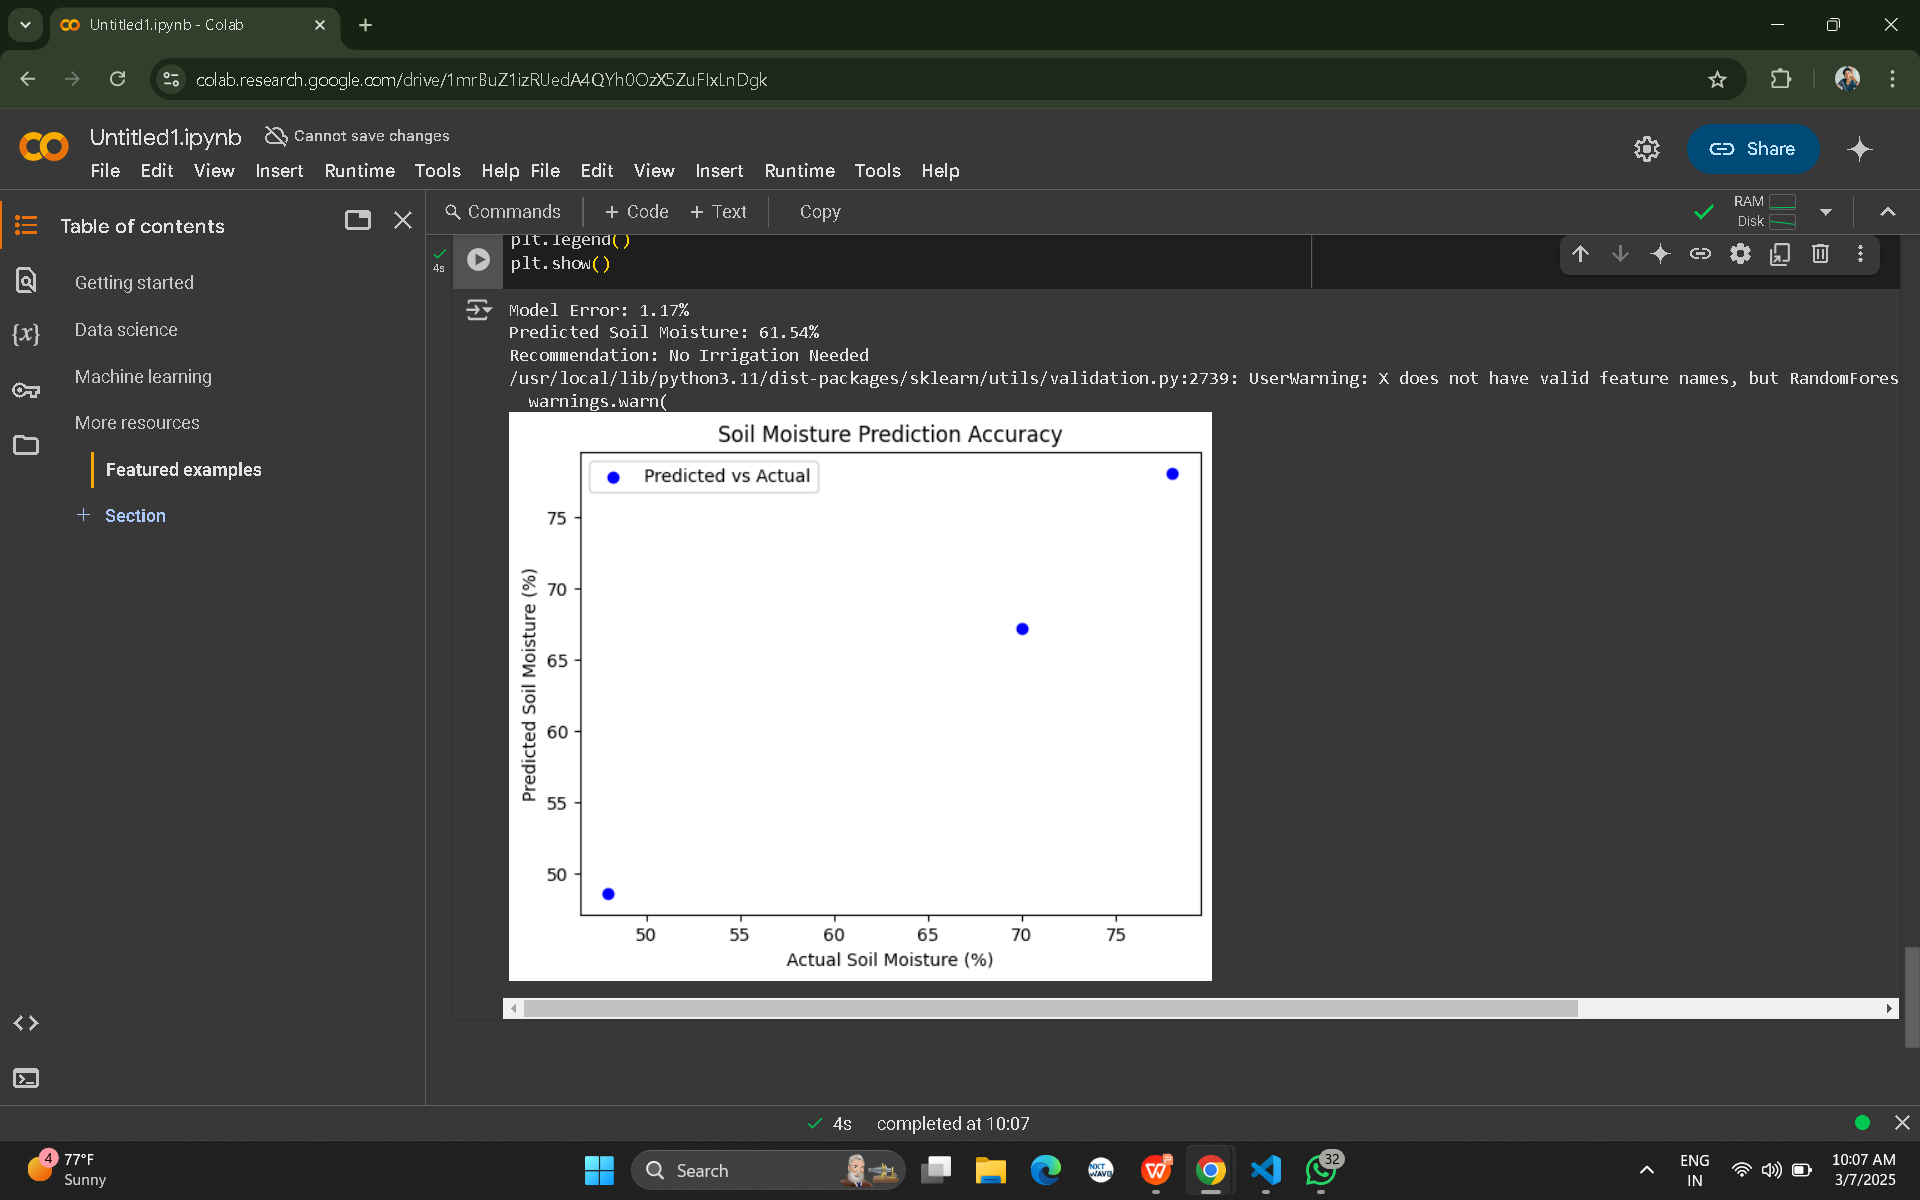 Untitled1.ipynb - Colab
colab.research.google.com/drive/1mrBuZ1izRUedA4QYh0OzX5ZuFIxLnDgk
Untitled1.ipynb
Cannot save changes
File Edit View Insert Runtime Tools Help File Edit View Insert Runtime Tools Help
Share
Table of contents
Getting started
Data science
Machine learning
More resources
Featured examples
+ Section
Commands + Code + Text Copy
RAM
Disk
4s
plt.legend()
plt.show()
Model Error: 1.17%
Predicted Soil Moisture: 61.54%
Recommendation: No Irrigation Needed
/usr/local/lib/python3.11/dist-packages/sklearn/utils/validation.py:2739: UserWarning: X does not have valid feature names, but RandomFores
warnings.warn(
Soil Moisture Prediction Accuracy
Predicted vs Actual
Predicted Soil Moisture (%)
75
70
65
60
55
50
50 55 60 65 70 75
Actual Soil Moisture (%)
4s completed at 10:07
4
77°F
Sunny
Search
NXT
WAVE
32
ENG
IN
10:07 AM
3/7/2025